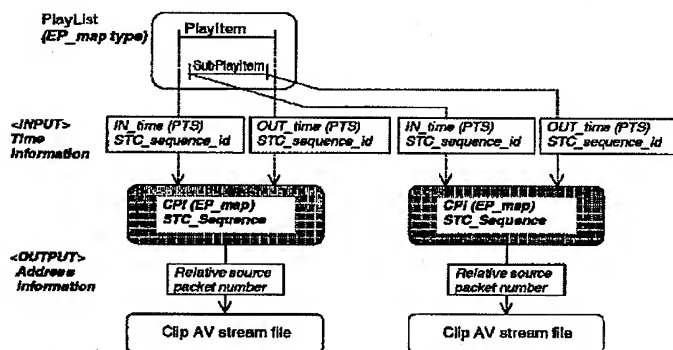 PlayList
(EP_map type)
PlayItem
SubPlayItem
<INPUT>
Time
Information
IN_time (PTS)
STC_sequence_id
OUT_time (PTS)
STC_sequence_id
IN_time (PTS)
STC_sequence_id
OUT_time (PTS)
STC_sequence_id
CPI (EP_map)
STC_Sequence
CPI (EP_map)
STC_Sequence
<OUTPUT>
Address
Information
Relative source
packet number
Relative source
packet number
Clip AV stream file
Clip AV stream file